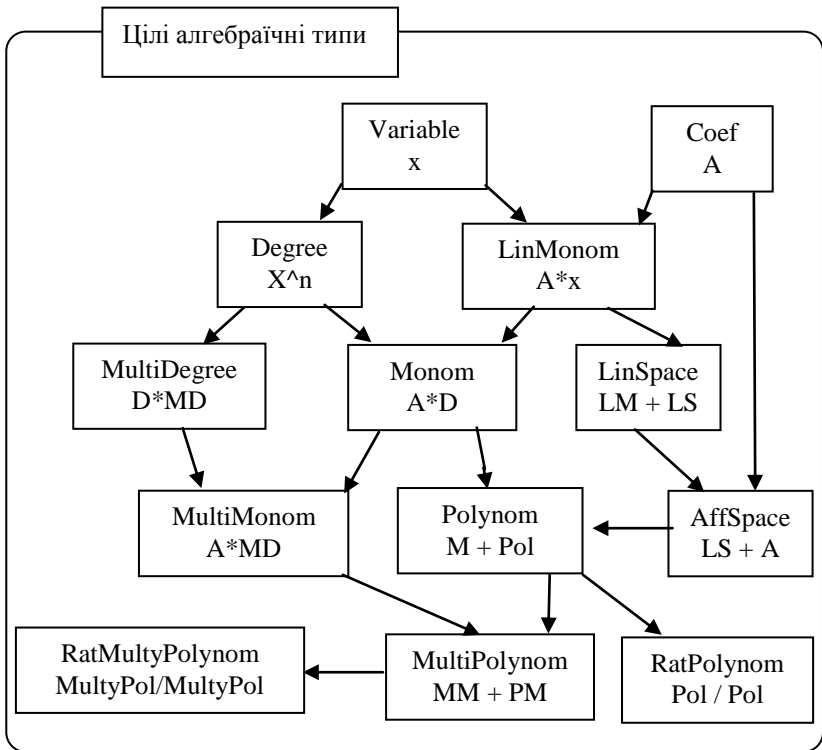 Цілі алгебраїчні типи
Variable
x
Coef
A
Degree
X^n
LinMonom
A*x
MultiDegree
D*MD
Monom
A*D
LinSpace
LM + LS
MultiMonom
A*MD
Polynom
M + Pol
AffSpace
LS + A
RatMultyPolynom
MultyPol/MultyPol
MultiPolynom
MM + PM
RatPolynom
Pol / Pol